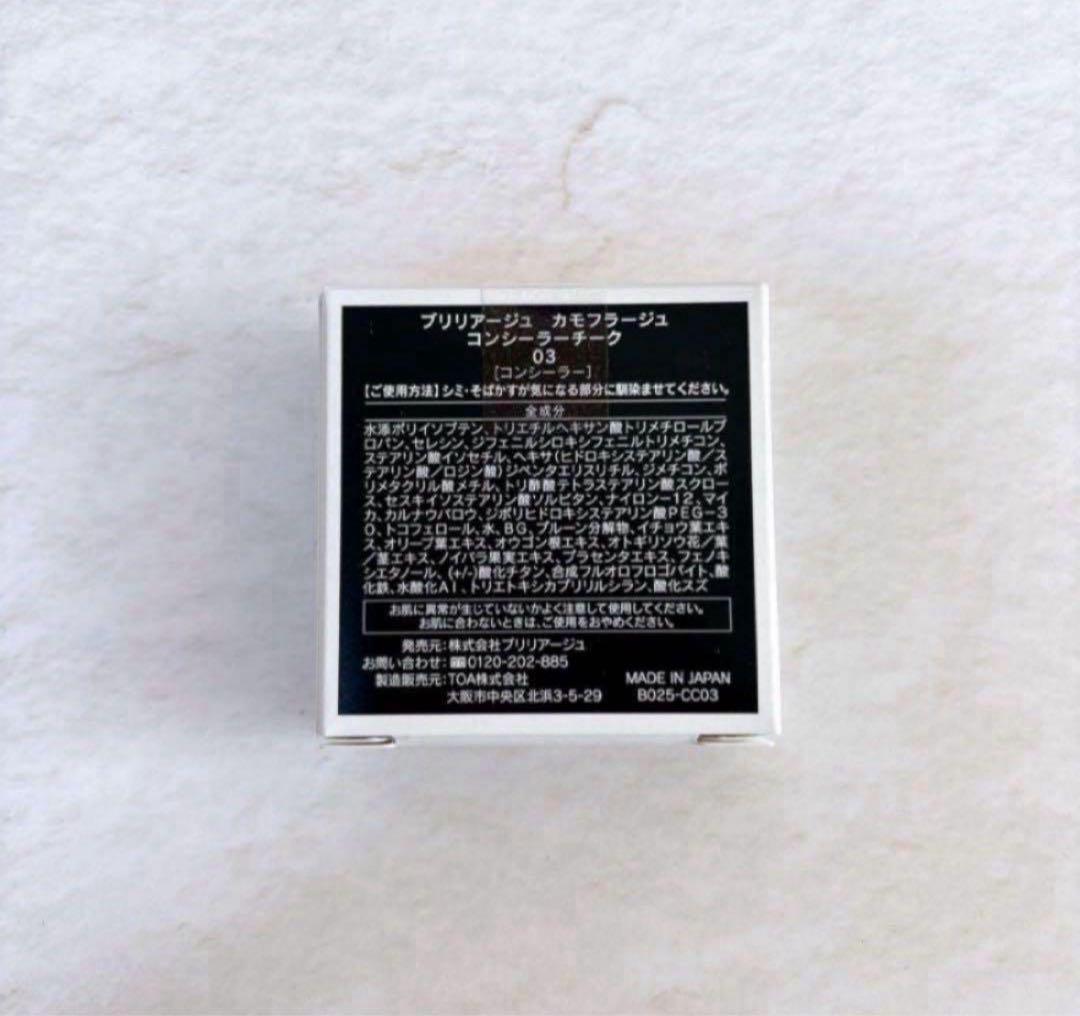 ブリリアージュ カモフラージュ
コンシーラーチーク
03
[コンシーラー]
【ご使用方法】シミ・そばかすが気になる部分に馴染ませてください。
全成分
水添ポリイソブテン、トリエチルヘキサン酸トリメチロールプ
ロパン、セレシン、ジフェニルシロキシフェニルトリメチコン、
ステアリン酸イソセチル、ヘキサ(ヒドロキシステアリン酸/ス
テアリン酸/ロジン酸)ジペンタエリスリチル、ジメチコン、ポ
リメタクリル酸メチル、トリ酢酸テトラステアリン酸スクロー
ス、セスキイソステアリン酸ソルビタン、ナイロン-12、マイ
カ、カルナウバロウ、ジポリヒドロキシステアリン酸PEG-3
0、トコフェロール、水、BG、プルーン分解物、イチョウ葉エキ
ス、オリーブ葉エキス、オウゴン根エキス、オトギリソウ花/葉
/茎エキス、ノイバラ果実エキス、プラセンタエキス、フェノキ
シエタノール、(+/-)酸化チタン、合成フルオロフロゴパイト、酸
化鉄、水酸化Al、トリエトキシカプリリルシラン、酸化スズ
お肌に異常が生じていないかよく注意して使用してください。
お肌に合わないときは、ご使用をおやめください。
発売元:株式会社ブリリアージュ
お問い合わせ:0120-202-885
製造販売元:TOA株式会社 MADE IN JAPAN
大阪市中央区北浜3-5-29 B025-CC03